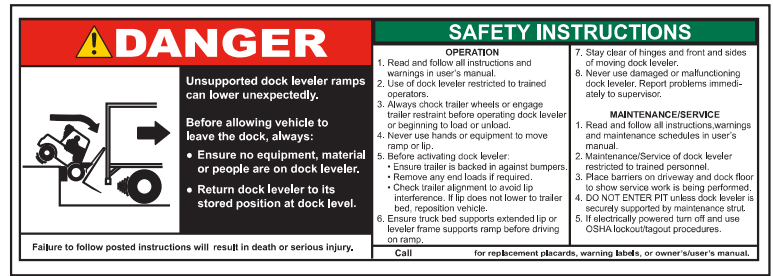 DANGER
Unsupported dock leveler ramps
can lower unexpectedly.
Before allowing vehicle to
leave the dock, always:
• Ensure no equipment, material
or people are on dock leveler.
• Return dock leveler to its
stored position at dock level.
Failure to follow posted instructions will result in death or serious injury.
SAFETY INSTRUCTIONS
OPERATION
1. Read and follow all instructions and
warnings in user's manual.
2. Use of dock leveler restricted to trained
operators.
3. Always chock trailer wheels or engage
trailer restraint before operating dock leveler
or beginning to load or unload.
4. Never use hands or equipment to move
ramp or lip.
5. Before activating dock leveler:
• Ensure trailer is backed in against bumpers.
• Remove any end loads if required.
• Check trailer alignment to avoid lip
interference. If lip does not lower to trailer
bed, reposition vehicle.
6. Ensure truck bed supports extended lip or
leveler frame supports ramp before driving
on ramp.
7. Stay clear of hinges and front and sides
of moving dock leveler.
8. Never use damaged or malfunctioning
dock leveler. Report problems immedi-
ately to supervisor.
MAINTENANCE/SERVICE
1. Read and follow all instructions,warnings
and maintenance schedules in user's
manual.
2. Maintenance/Service of dock leveler
restricted to trained personnel.
3. Place barriers on driveway and dock floor
to show service work is being performed.
4. DO NOT ENTER PIT unless dock leveler is
securely supported by maintenance strut.
5. If electrically powered turn off and use
OSHA lockout/tagout procedures.
Call for replacement placards, warning labels, or owner's/user's manual.